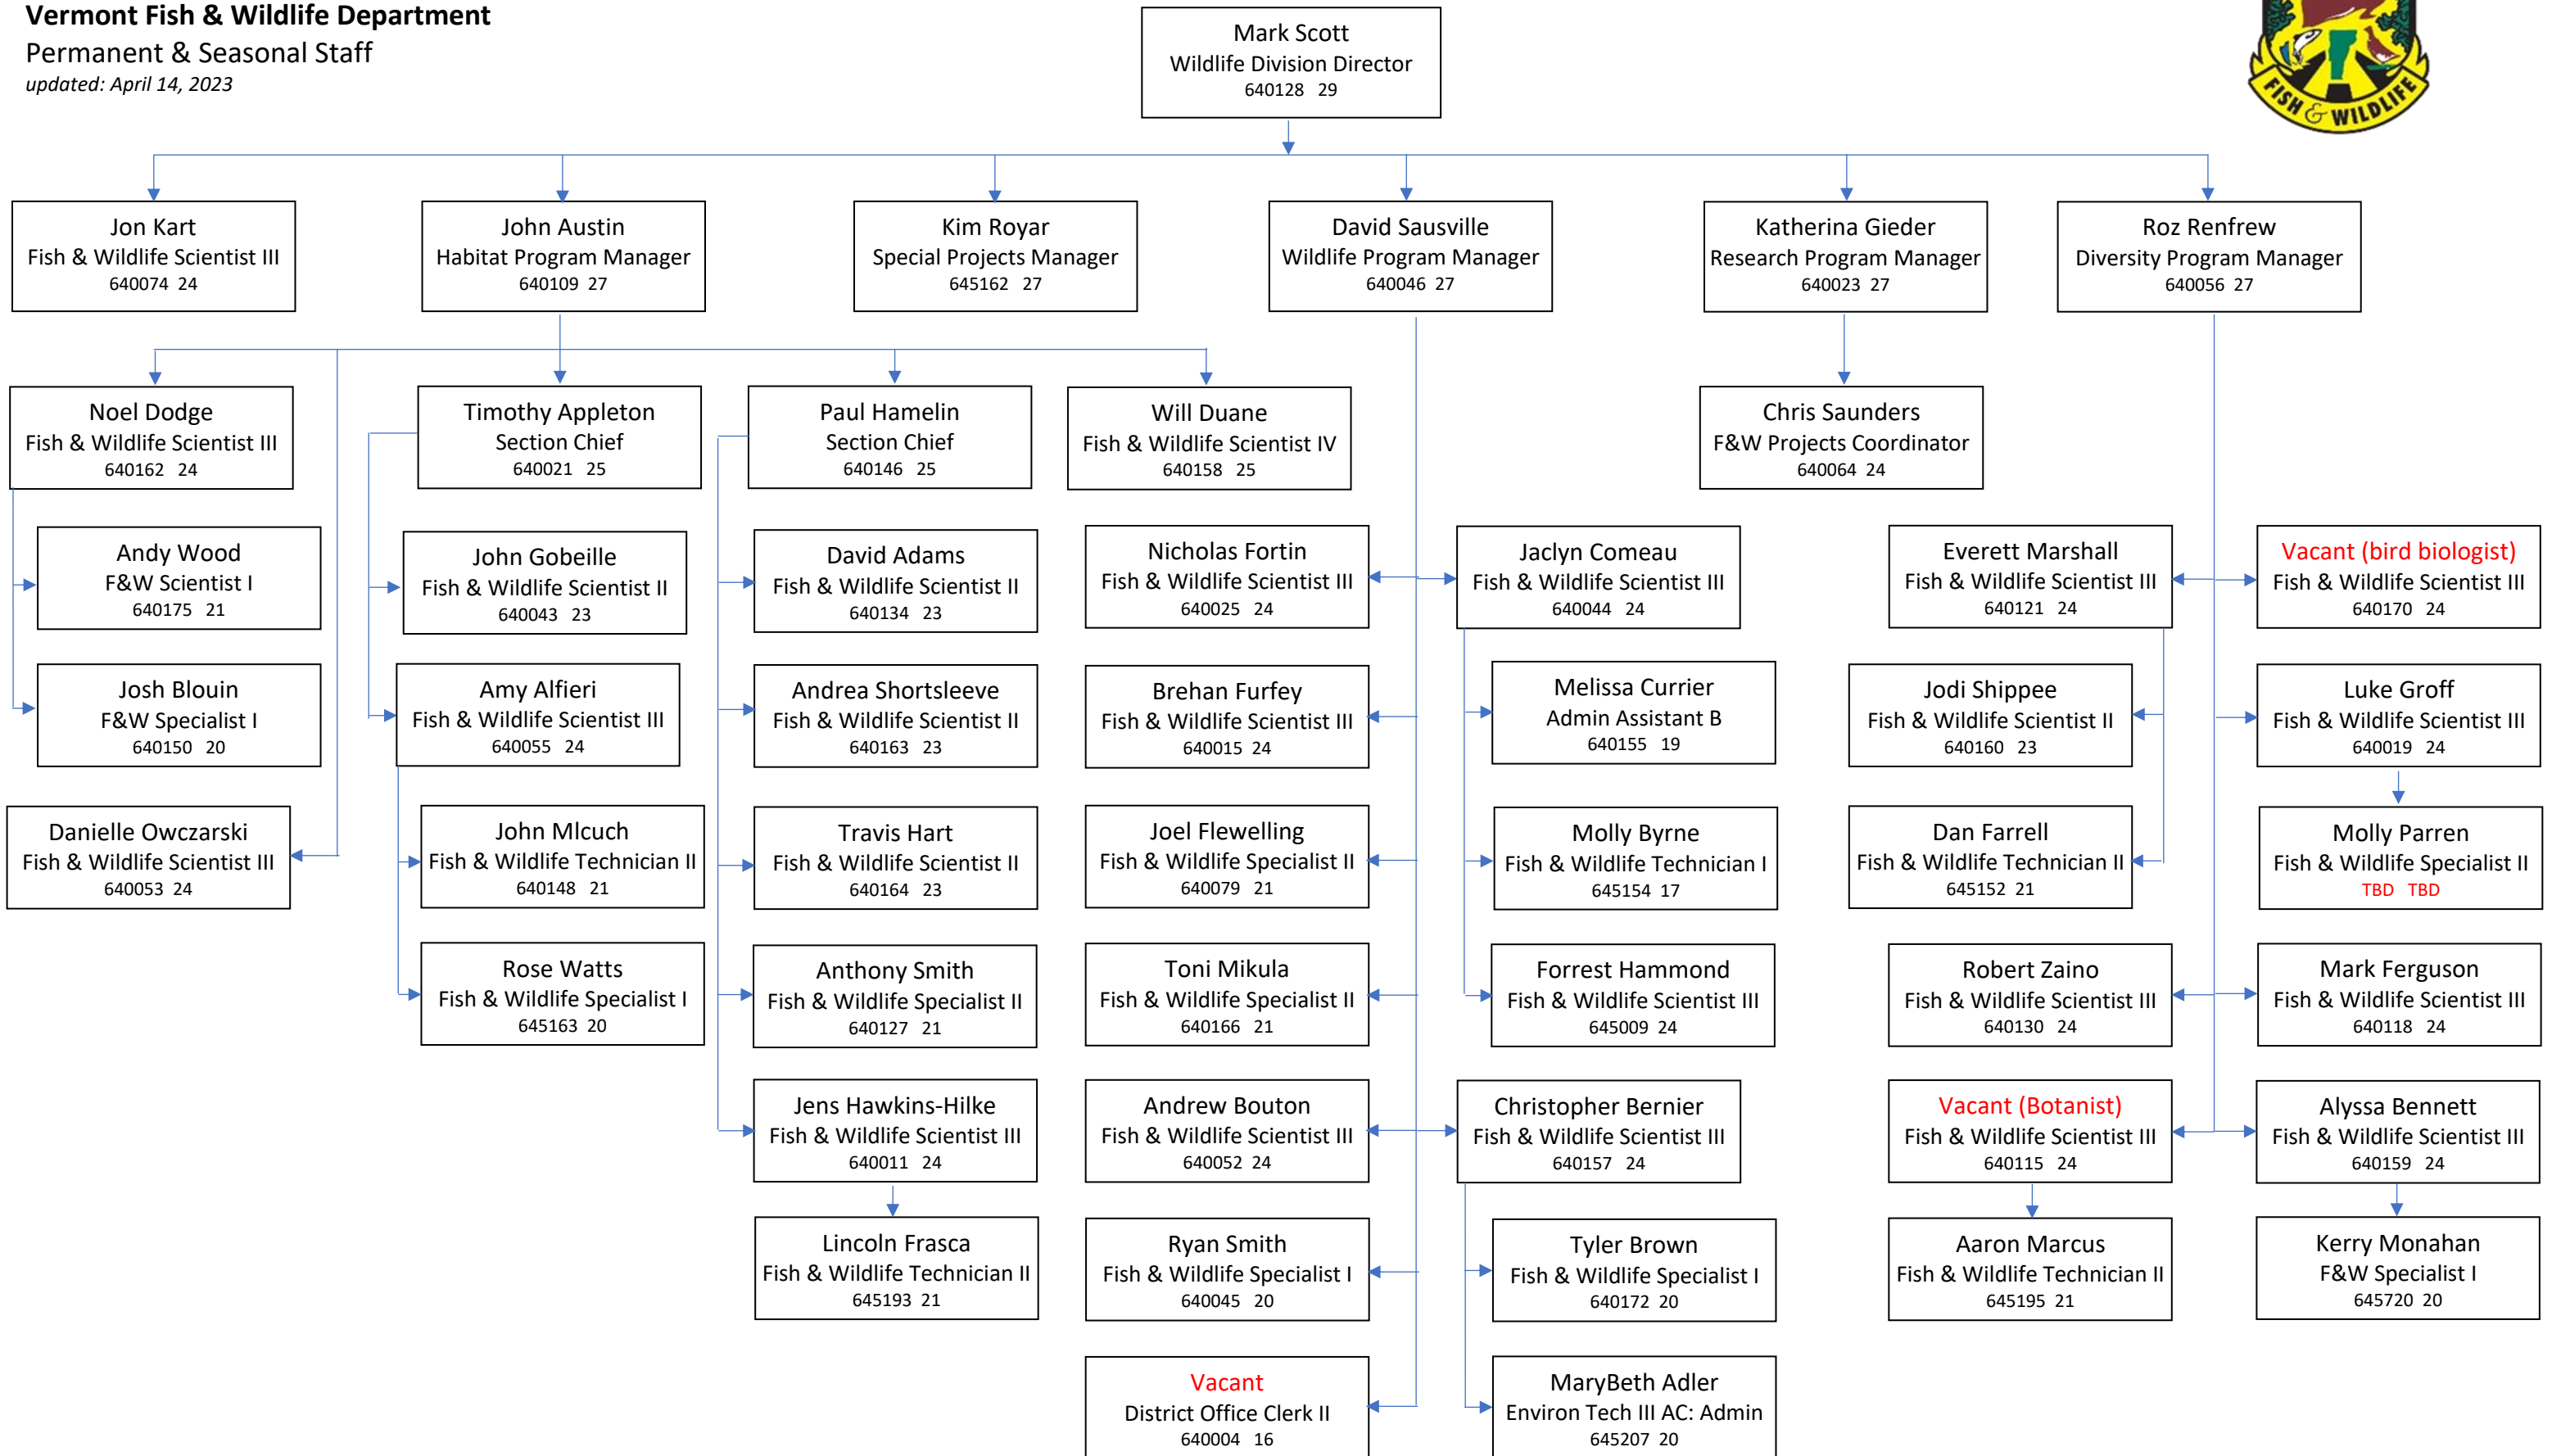 Vermont Fish & Wildlife Department
Permanent & Seasonal Staff
updated: April 14, 2023
Mark Scott
Wildlife Division Director
640128 29
FISH & WILDLIFE
Jon Kart
Fish & Wildlife Scientist III
640074 24
John Austin
Habitat Program Manager
640109 27
Kim Royar
Special Projects Manager
645162 27
David Sausville
Wildlife Program Manager
640046 27
Katherina Gieder
Research Program Manager
640023 27
Roz Renfrew
Diversity Program Manager
640056 27
Noel Dodge
Fish & Wildlife Scientist III
640162 24
Timothy Appleton
Section Chief
640021 25
Paul Hamelin
Section Chief
640146 25
Will Duane
Fish & Wildlife Scientist IV
640158 25
Chris Saunders
F&W Projects Coordinator
640064 24
Andy Wood
F&W Scientist I
640175 21
John Gobeille
Fish & Wildlife Scientist II
640043 23
David Adams
Fish & Wildlife Scientist II
640134 23
Nicholas Fortin
Fish & Wildlife Scientist III
640025 24
Jaclyn Comeau
Fish & Wildlife Scientist III
640044 24
Everett Marshall
Fish & Wildlife Scientist III
640121 24
Vacant (bird biologist)
Fish & Wildlife Scientist III
640170 24
Josh Blouin
F&W Specialist I
640150 20
Amy Alfieri
Fish & Wildlife Scientist III
640055 24
Andrea Shortsleeve
Fish & Wildlife Scientist II
640163 23
Brehan Furfey
Fish & Wildlife Scientist III
640015 24
Melissa Currier
Admin Assistant B
640155 19
Jodi Shippee
Fish & Wildlife Scientist II
640160 23
Luke Groff
Fish & Wildlife Scientist III
640019 24
Danielle Owczarski
Fish & Wildlife Scientist III
640053 24
John Mlcuch
Fish & Wildlife Technician II
640148 21
Travis Hart
Fish & Wildlife Scientist II
640164 23
Joel Flewelling
Fish & Wildlife Specialist II
640079 21
Molly Byrne
Fish & Wildlife Technician I
645154 17
Dan Farrell
Fish & Wildlife Technician II
645152 21
Molly Parren
Fish & Wildlife Specialist II
TBD TBD
Rose Watts
Fish & Wildlife Specialist I
645163 20
Anthony Smith
Fish & Wildlife Specialist II
640127 21
Toni Mikula
Fish & Wildlife Specialist II
640166 21
Forrest Hammond
Fish & Wildlife Scientist III
645009 24
Robert Zaino
Fish & Wildlife Scientist III
640130 24
Mark Ferguson
Fish & Wildlife Scientist III
640118 24
Jens Hawkins-Hilke
Fish & Wildlife Scientist III
640011 24
Andrew Bouton
Fish & Wildlife Scientist III
640052 24
Christopher Bernier
Fish & Wildlife Scientist III
640157 24
Vacant (Botanist)
Fish & Wildlife Scientist III
640115 24
Alyssa Bennett
Fish & Wildlife Scientist III
640159 24
Lincoln Frasca
Fish & Wildlife Technician II
645193 21
Ryan Smith
Fish & Wildlife Specialist I
640045 20
Tyler Brown
Fish & Wildlife Specialist I
640172 20
Aaron Marcus
Fish & Wildlife Technician II
645195 21
Kerry Monahan
F&W Specialist I
645720 20
Vacant
District Office Clerk II
640004 16
MaryBeth Adler
Environ Tech III AC: Admin
645207 20